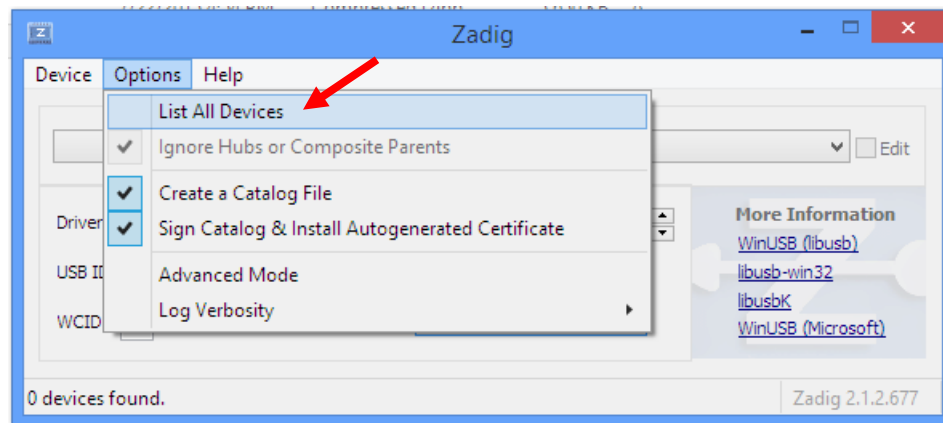 Zadig
Device Options Help
List All Devices
Ignore Hubs or Composite Parents
Edit
Create a Catalog File
Sign Catalog & Install Autogenerated Certificate
Driver
More Information
WinUSB (libusb)
USB ID
Advanced Mode
libusb-win32
Log Verbosity
libusbK
WCID
WinUSB (Microsoft)
0 devices found.
Zadig 2.1.2.677